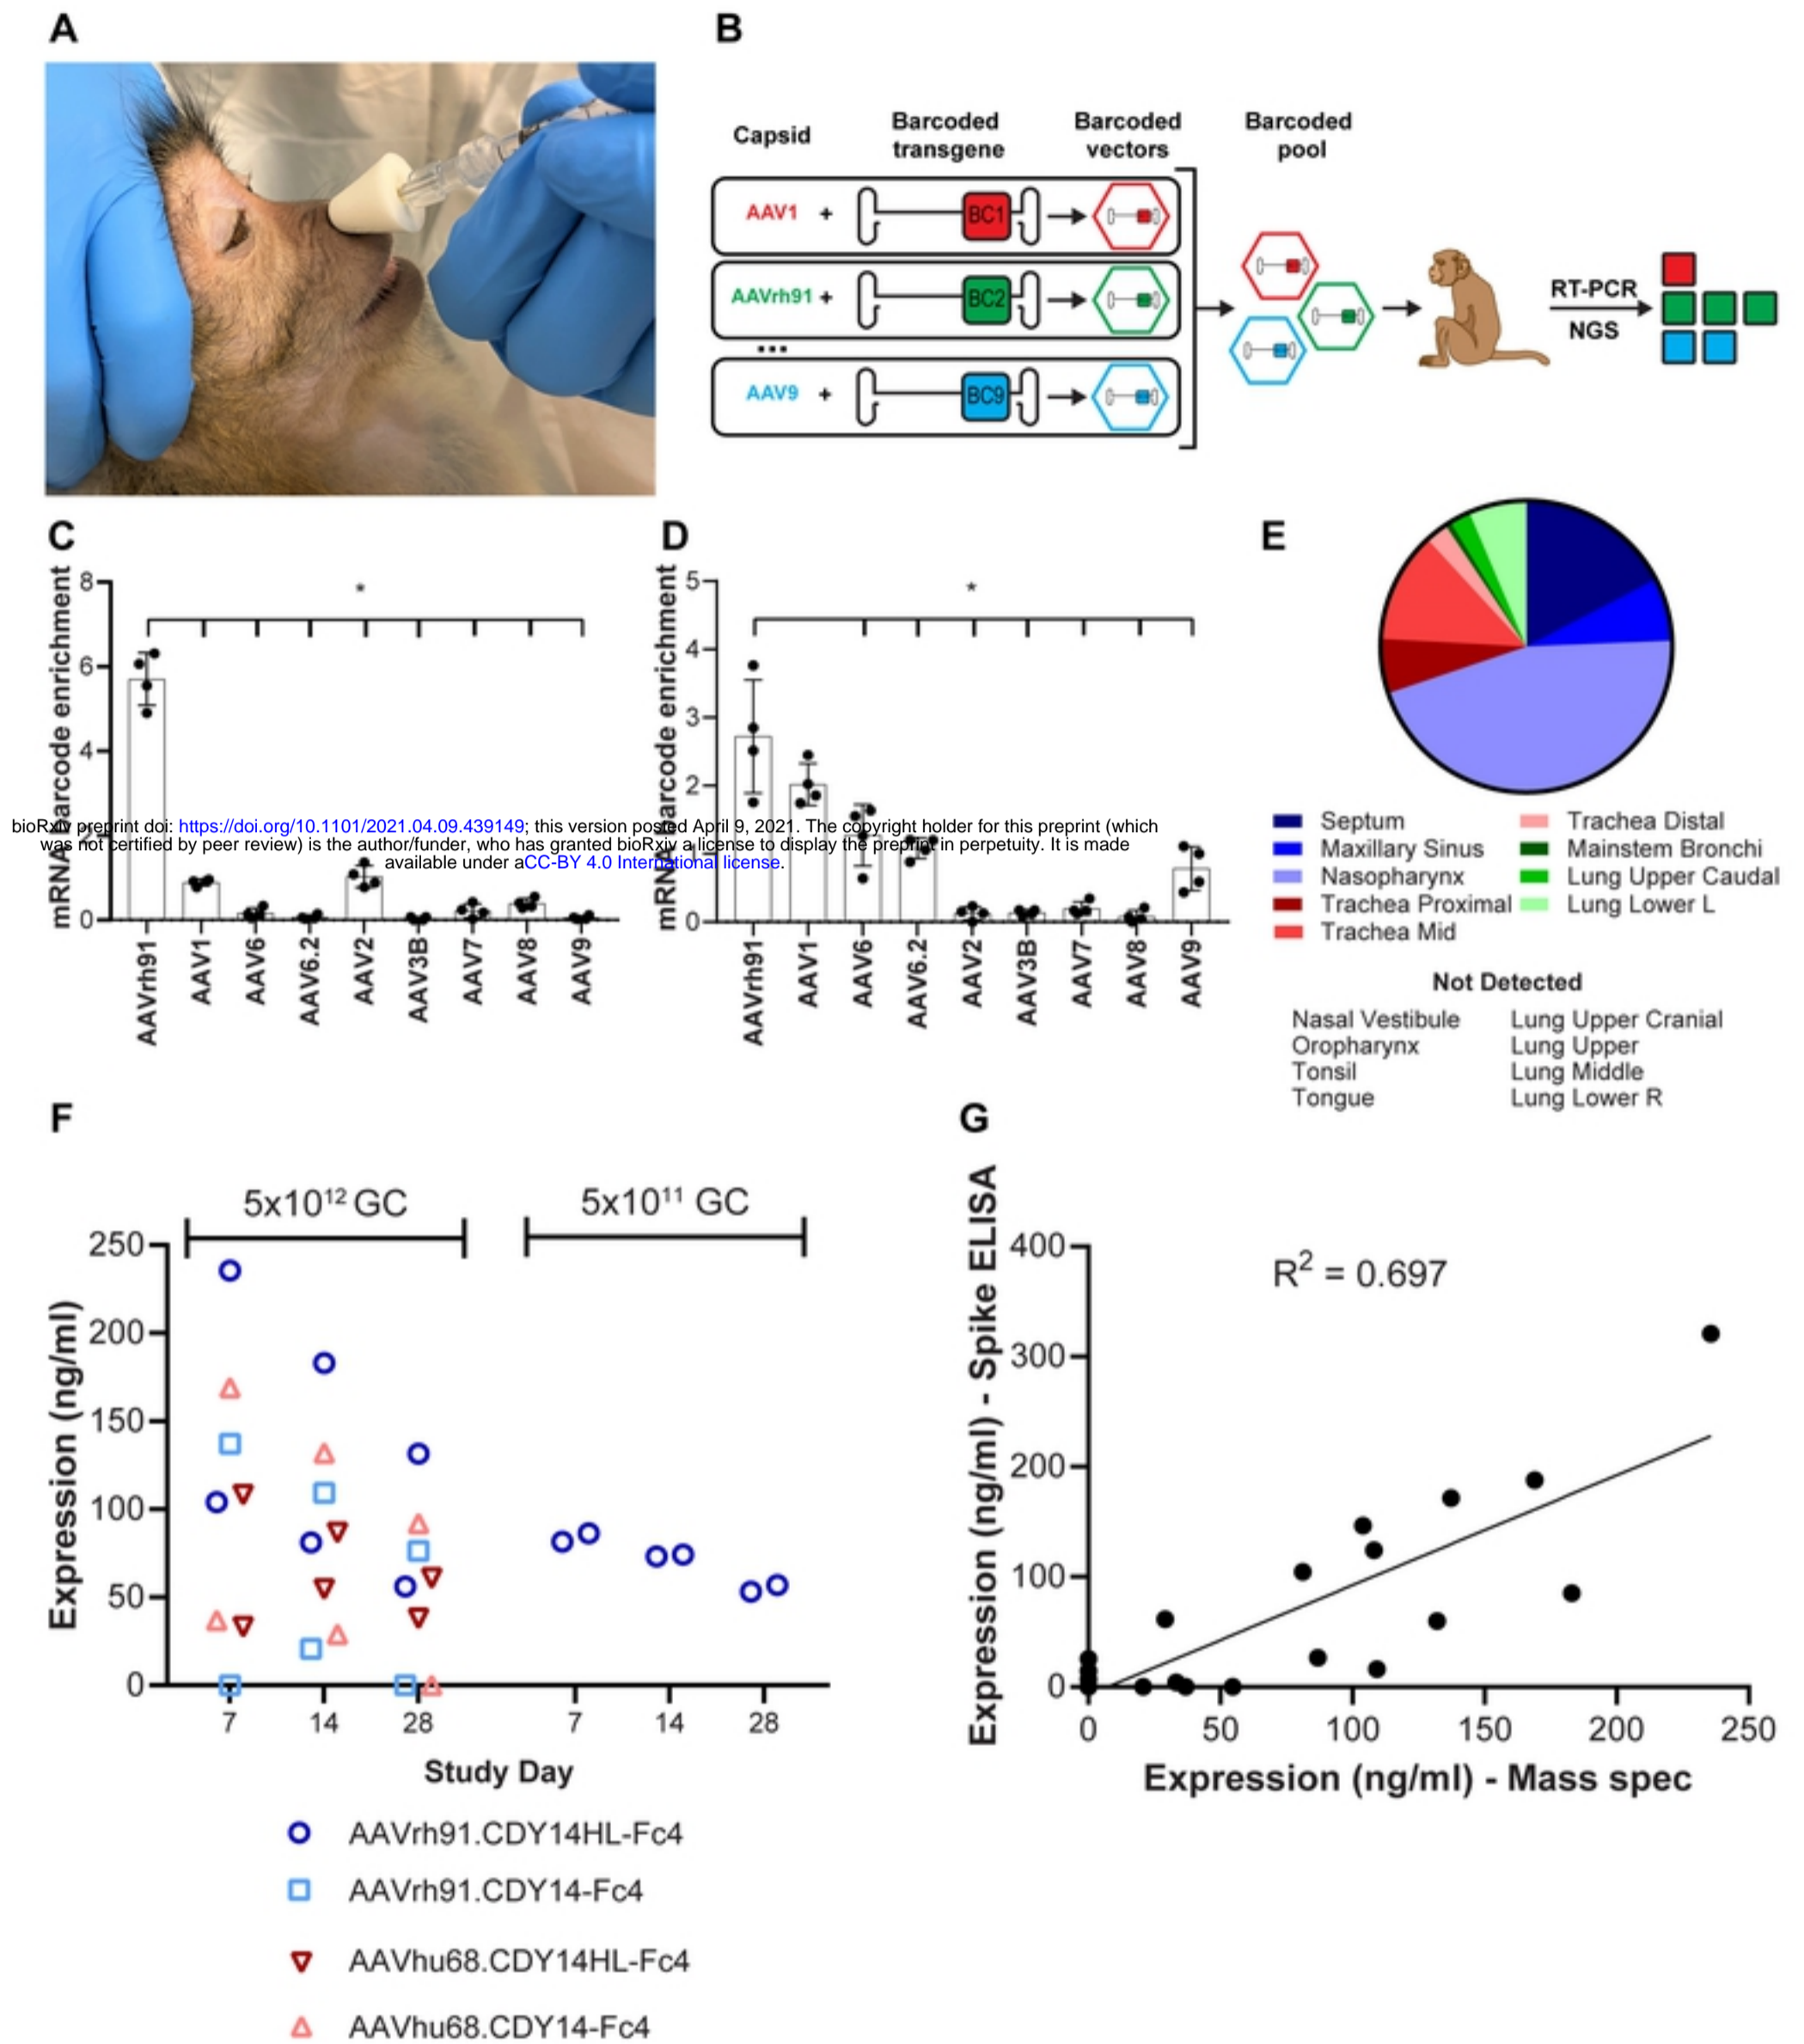 A
B
Capsid
Barcoded transgene
Barcoded vectors
Barcoded pool
AAV1 +
BC1
AAVrh91 +
BC2
...
AAV9 +
BC9
RT-PCR
NGS
C
mRNA barcode enrichment
8
6
4
2
0
*
AAVrh91
AAV1
AAV6
AAV6.2
AAV2
AAV3B
AAV7
AAV8
AAV9
D
mRNA barcode enrichment
5
4
3
2
1
0
*
AAVrh91
AAV1
AAV6
AAV6.2
AAV2
AAV3B
AAV7
AAV8
AAV9
bioRxiv preprint doi: https://doi.org/10.1101/2021.04.09.439149; this version posted April 9, 2021. The copyright holder for this preprint (which
was not certified by peer review) is the author/funder, who has granted bioRxiv a license to display the preprint in perpetuity. It is made
available under aCC-BY 4.0 International license.
E
Septum
Maxillary Sinus
Nasopharynx
Trachea Proximal
Trachea Mid
Trachea Distal
Mainstem Bronchi
Lung Upper Caudal
Lung Lower L
Not Detected
Nasal Vestibule
Oropharynx
Tonsil
Tongue
Lung Upper Cranial
Lung Upper
Lung Middle
Lung Lower R
F
5x10¹² GC
5x10¹¹ GC
Expression (ng/ml)
250
200
150
100
50
0
7
14
28
7
14
28
Study Day
AAVrh91.CDY14HL-Fc4
AAVrh91.CDY14-Fc4
AAVhu68.CDY14HL-Fc4
AAVhu68.CDY14-Fc4
G
Expression (ng/ml) - Spike ELISA
400
300
200
100
0
R² = 0.697
0
50
100
150
200
250
Expression (ng/ml) - Mass spec